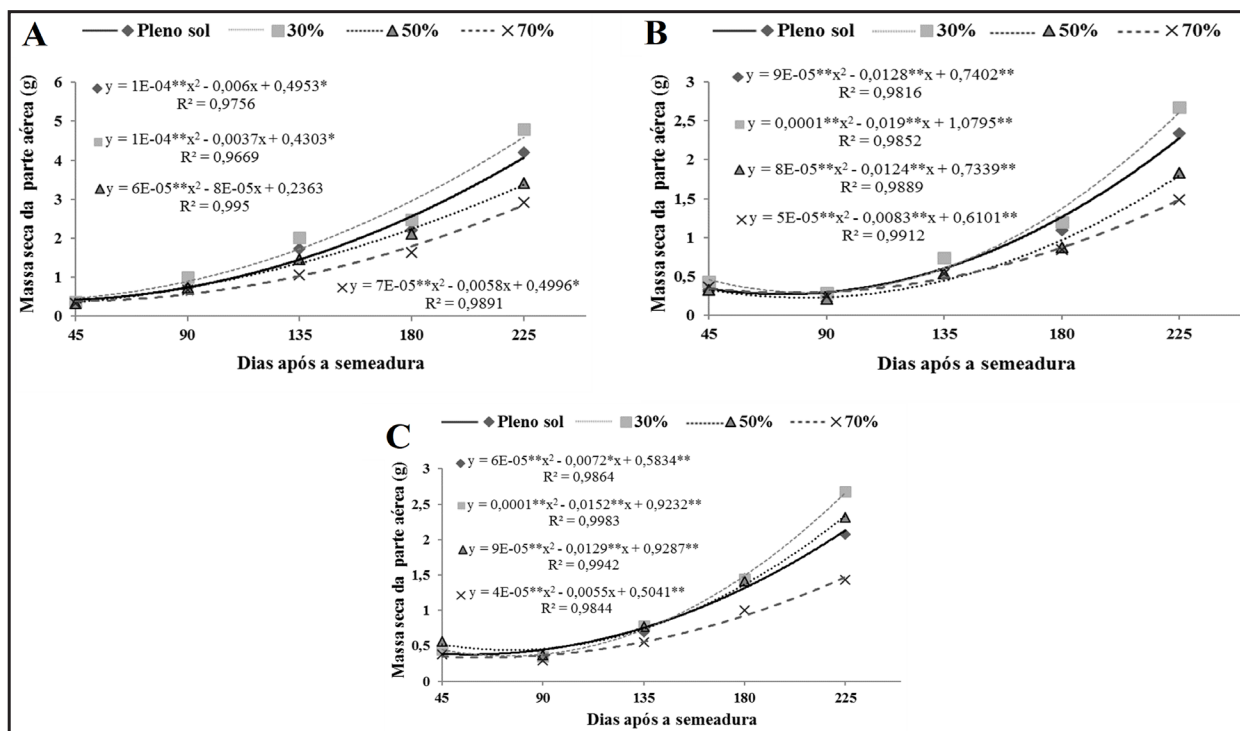 A
Pleno sol 30% 50% 70%
y = 1E-04**x² - 0,006x + 0,4953*
R² = 0,9756
y = 1E-04**x² - 0,0037x + 0,4303*
R² = 0,9669
y = 6E-05**x² - 8E-05x + 0,2363
R² = 0,995
y = 7E-05**x² - 0,0058x + 0,4996*
R² = 0,9891
Massa seca da parte aérea (g)
6
5
4
3
2
1
0
45 90 135 180 225
Dias após a semeadura
B
Pleno sol 30% 50% 70%
y = 9E-05**x² - 0,0128**x + 0,7402**
R² = 0,9816
y = 0,0001**x² - 0,019**x + 1,0795**
R² = 0,9852
y = 8E-05**x² - 0,0124**x + 0,7339**
R² = 0,9889
y = 5E-05**x² - 0,0083**x + 0,6101**
R² = 0,9912
Massa seca da parte aérea (g)
3
2,5
2
1,5
1
0,5
0
45 90 135 180 225
Dias após a semeadura
C
Pleno sol 30% 50% 70%
y = 6E-05**x² - 0,0072*x + 0,5834**
R² = 0,9864
y = 0,0001**x² - 0,0152**x + 0,9232**
R² = 0,9983
y = 9E-05**x² - 0,0129**x + 0,9287**
R² = 0,9942
y = 4E-05**x² - 0,0055x + 0,5041**
R² = 0,9844
Massa seca da parte aérea (g)
3
2,5
2
1,5
1
0,5
0
45 90 135 180 225
Dias após a semeadura